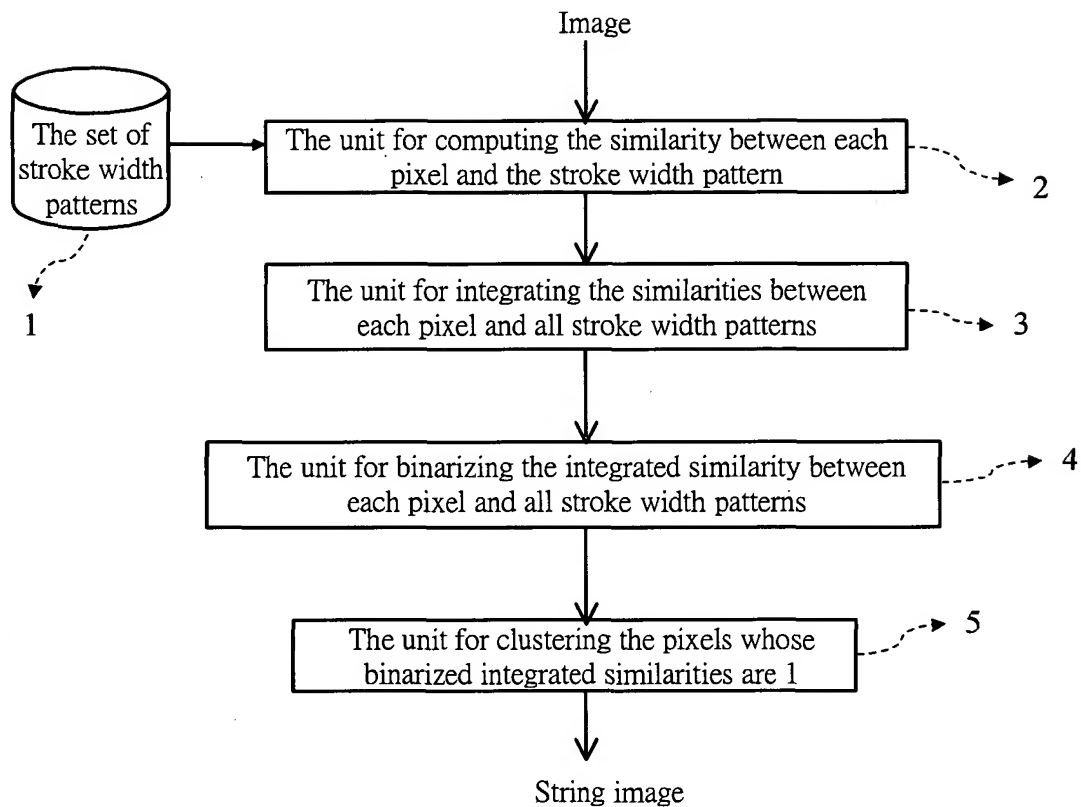 Image
The set of
stroke width
patterns
1
The unit for computing the similarity between each
pixel and the stroke width pattern
2
The unit for integrating the similarities between
each pixel and all stroke width patterns
3
The unit for binarizing the integrated similarity between
each pixel and all stroke width patterns
4
The unit for clustering the pixels whose
binarized integrated similarities are 1
5
String image